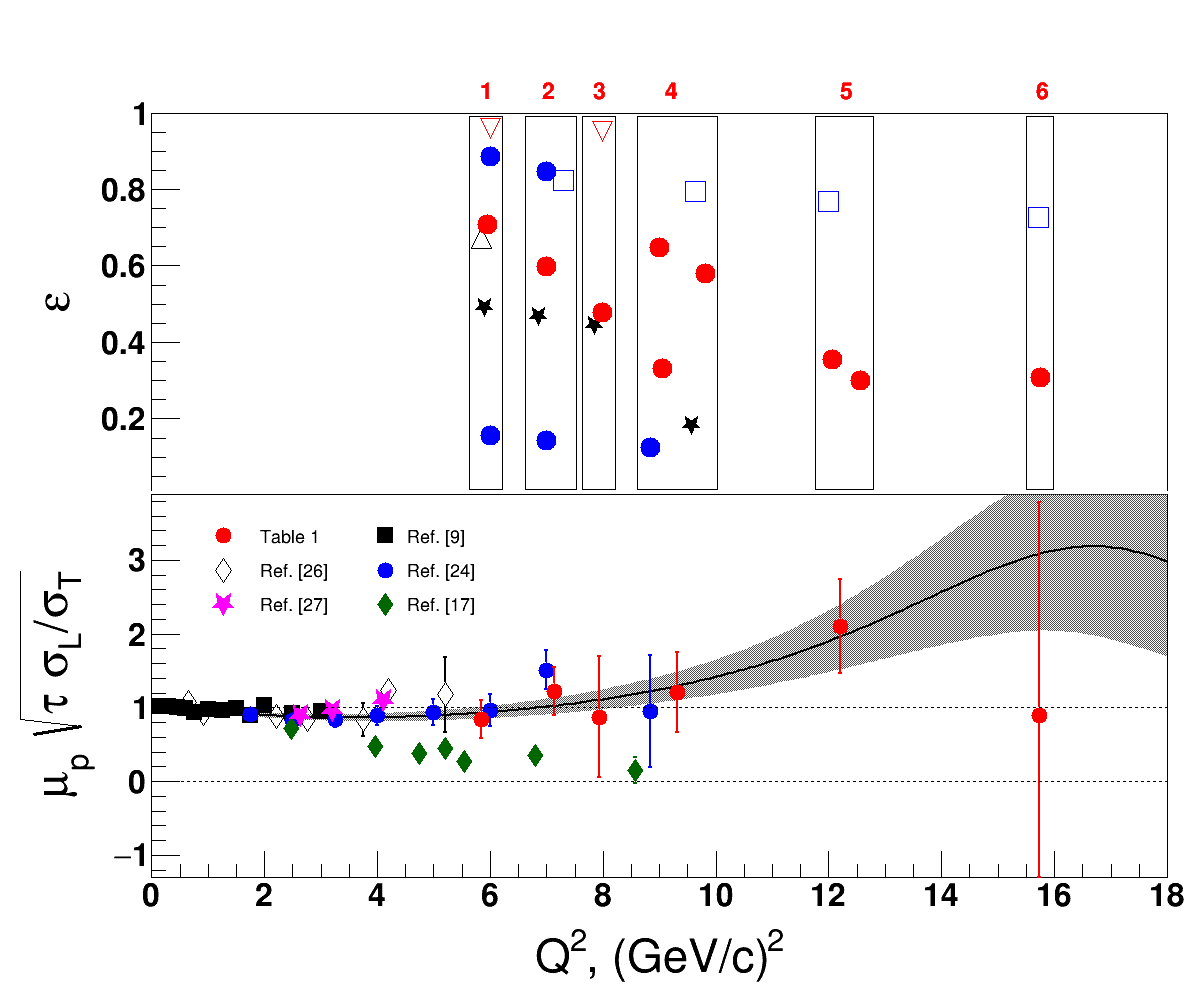 1 2 3 4 5 6
1
0.8
0.6
0.4
0.2
ε
Table 1
Ref. [9]
Ref. [26]
Ref. [24]
Ref. [27]
Ref. [17]
3
2
1
0
−1
μp √τ σL/σT
0 2 4 6 8 10 12 14 16 18
Q², (GeV/c)²